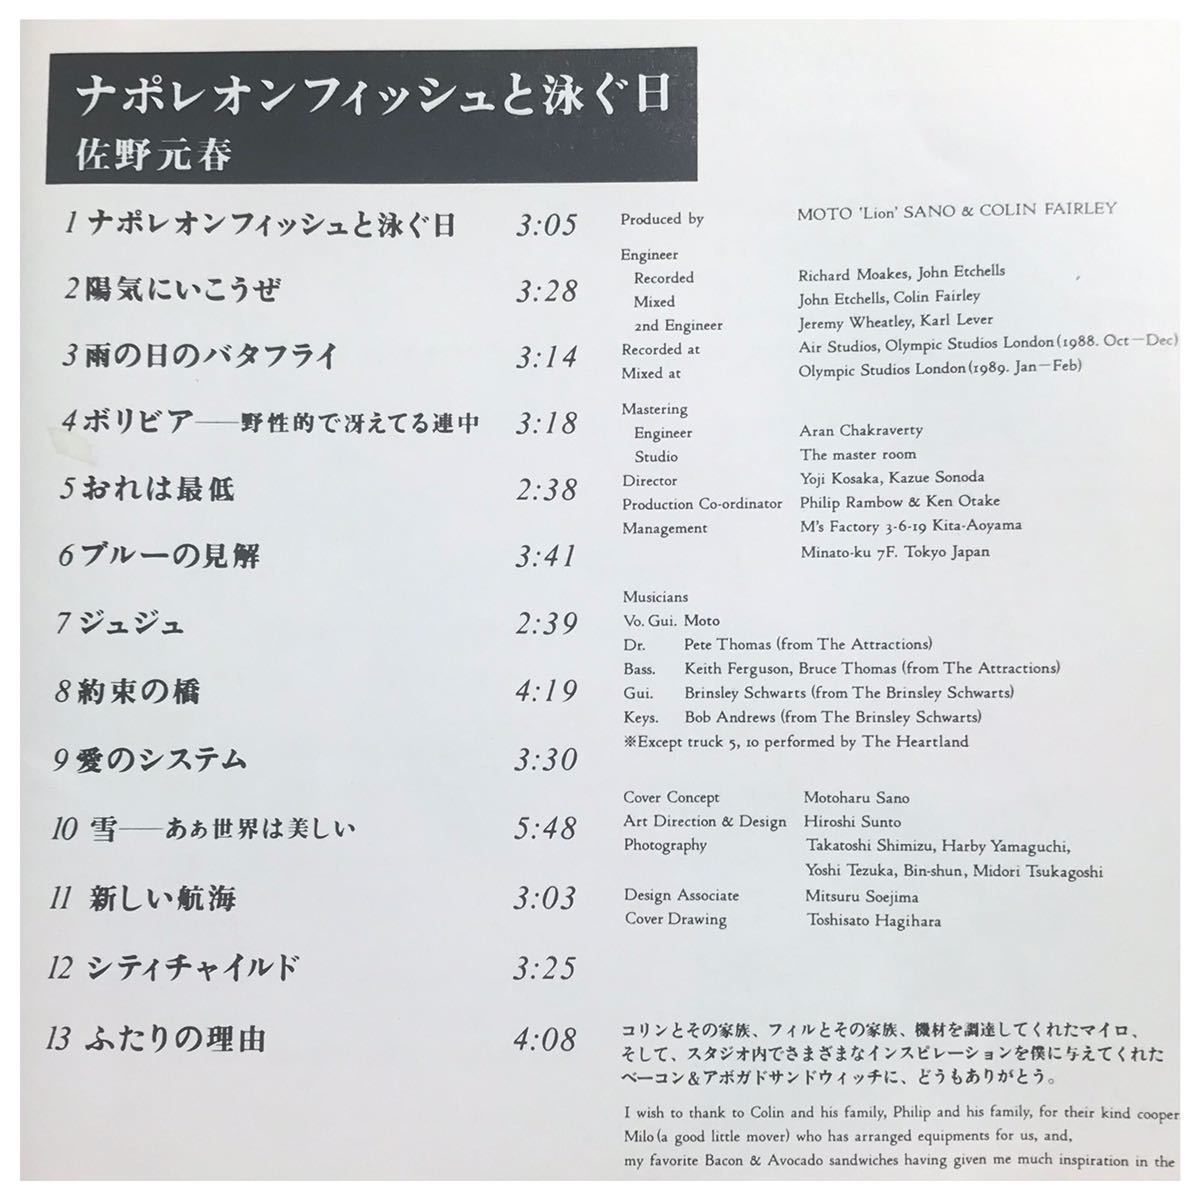 ナポレオンフィッシュと泳ぐ日
佐野元春
1 ナポレオンフィッシュと泳ぐ日 3:05
2 陽気にいこうぜ 3:28
3 雨の日のバタフライ 3:14
4 ボリビア——野性的で冴えてる連中 3:18
5 おれは最低 2:38
6 ブルーの見解 3:41
7 ジュジュ 2:39
8 約束の橋 4:19
9 愛のシステム 3:30
10 雪——あぁ世界は美しい 5:48
11 新しい航海 3:03
12 シティチャイルド 3:25
13 ふたりの理由 4:08
Produced by MOTO 'Lion' SANO & COLIN FAIRLEY
Engineer
Recorded Richard Moakes, John Etchells
Mixed John Etchells, Colin Fairley
2nd Engineer Jeremy Wheatley, Karl Lever
Recorded at Air Studios, Olympic Studios London (1988. Oct—Dec)
Mixed at Olympic Studios London (1989. Jan—Feb)
Mastering
Engineer Aran Chakraverty
Studio The master room
Director Yoji Kosaka, Kazue Sonoda
Production Co-ordinator Philip Rambow & Ken Otake
Management M's Factory 3-6-19 Kita-Aoyama
Minato-ku 7F. Tokyo Japan
Musicians
Vo. Gui. Moto
Dr. Pete Thomas (from The Attractions)
Bass. Keith Ferguson, Bruce Thomas (from The Attractions)
Gui. Brinsley Schwarts (from The Brinsley Schwarts)
Keys. Bob Andrews (from The Brinsley Schwarts)
※Except truck 5, 10 performed by The Heartland
Cover Concept Motoharu Sano
Art Direction & Design Hiroshi Sunto
Photography Takatoshi Shimizu, Harby Yamaguchi,
Yoshi Tezuka, Bin-shun, Midori Tsukagoshi
Design Associate Mitsuru Soejima
Cover Drawing Toshisato Hagihara
コリンとその家族、フィルとその家族、機材を調達してくれたマイロ、
そして、スタジオ内でさまざまなインスピレーションを僕に与えてくれた
ベーコン＆アボガドサンドウィッチに、どうもありがとう。
I wish to thank to Colin and his family, Philip and his family, for their kind cooper
Milo (a good little mover) who has arranged equipments for us, and,
my favorite Bacon & Avocado sandwiches having given me much inspiration in the